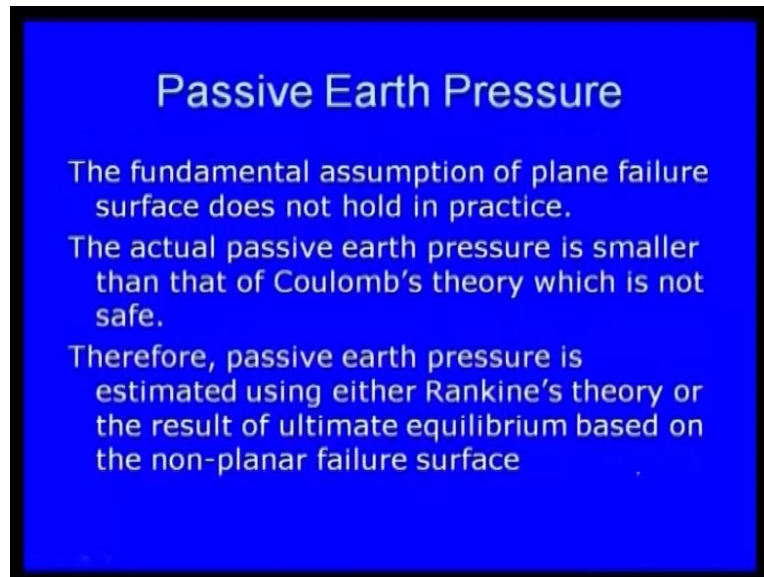 Passive Earth Pressure
The fundamental assumption of plane failure
surface does not hold in practice.
The actual passive earth pressure is smaller
than that of Coulomb's theory which is not
safe.
Therefore, passive earth pressure is
estimated using either Rankine's theory or
the result of ultimate equilibrium based on
the non-planar failure surface